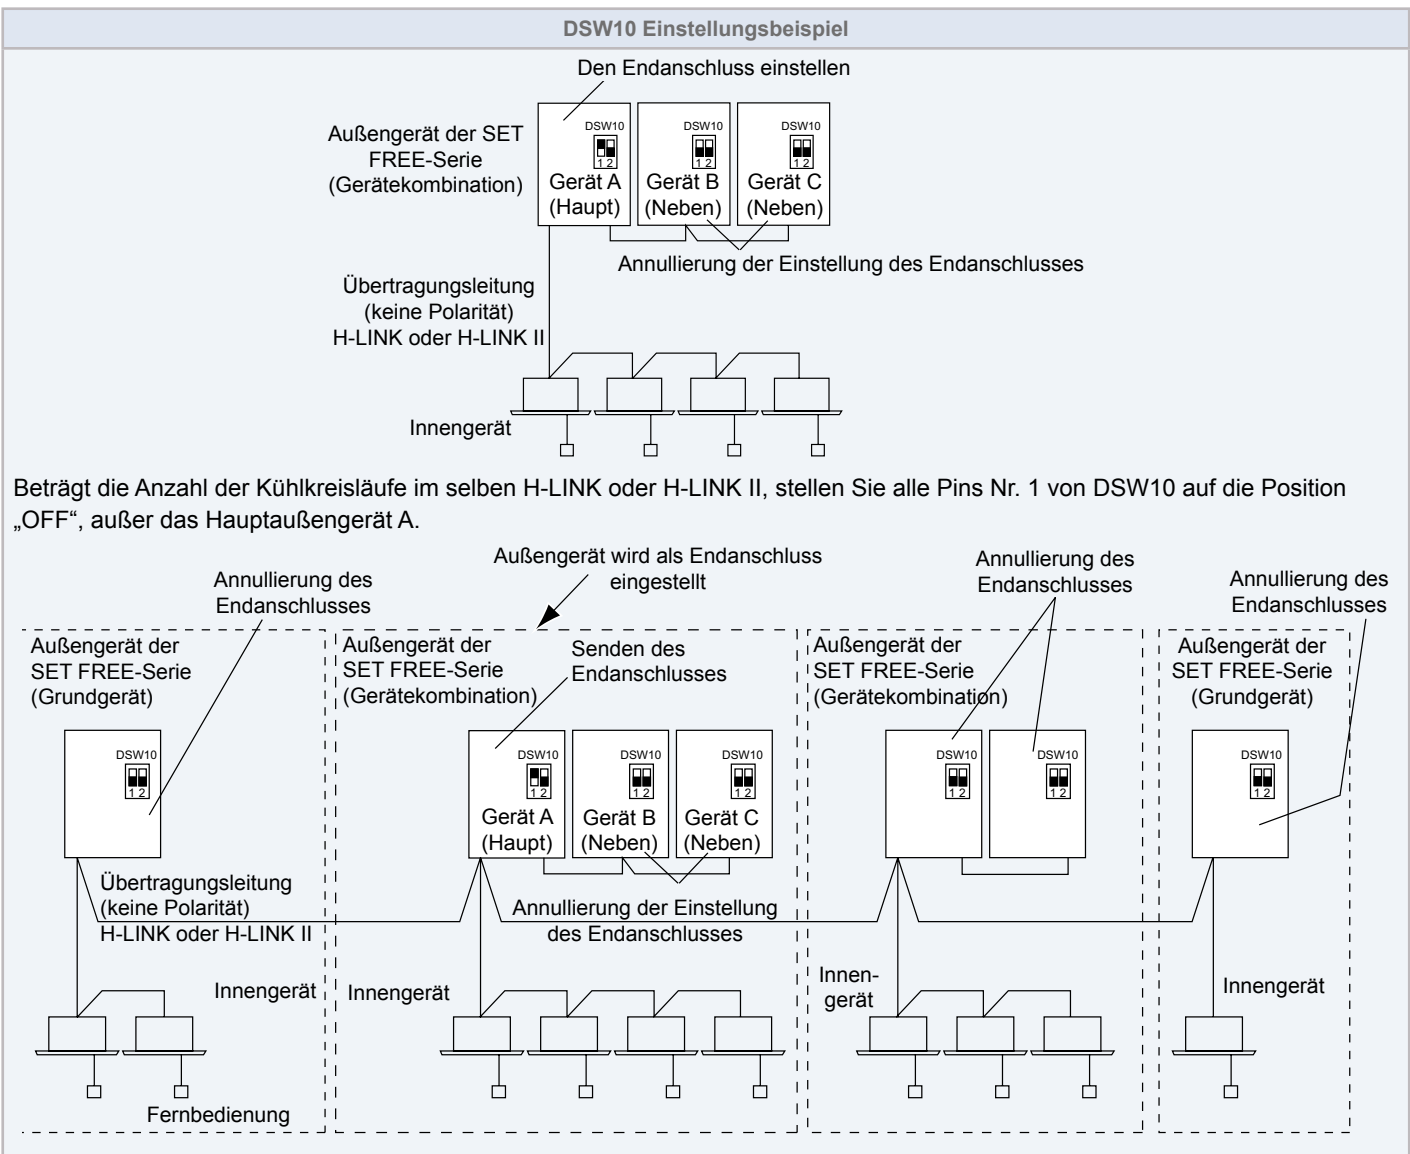 DSW10 Einstellungsbeispiel
Den Endanschluss einstellen
Außengerät der SET
FREE-Serie
(Gerätekombination)
DSW10
1 2
Gerät A
(Haupt)
DSW10
1 2
Gerät B
(Neben)
DSW10
1 2
Gerät C
(Neben)
Annullierung der Einstellung des Endanschlusses
Übertragungsleitung
(keine Polarität)
H-LINK oder H-LINK II
Innengerät
Beträgt die Anzahl der Kühlkreisläufe im selben H-LINK oder H-LINK II, stellen Sie alle Pins Nr. 1 von DSW10 auf die Position
„OFF“, außer das Hauptaußengerät A.
Außengerät wird als Endanschluss
eingestellt
Annullierung des
Endanschlusses
Annullierung des
Endanschlusses
Annullierung des
Endanschlusses
Außengerät der
SET FREE-Serie
(Grundgerät)
Außengerät der
SET FREE-Serie
(Gerätekombination)
Senden des
Endanschlusses
Außengerät der
SET FREE-Serie
(Gerätekombination)
Außengerät der
SET FREE-Serie
(Grundgerät)
DSW10
1 2
DSW10
1 2
Gerät A
(Haupt)
DSW10
1 2
Gerät B
(Neben)
DSW10
1 2
Gerät C
(Neben)
DSW10
1 2
DSW10
1 2
DSW10
1 2
Übertragungsleitung
(keine Polarität)
H-LINK oder H-LINK II
Annullierung der Einstellung
des Endanschlusses
Innengerät
Innengerät
Innen-
gerät
Innengerät
Fernbedienung